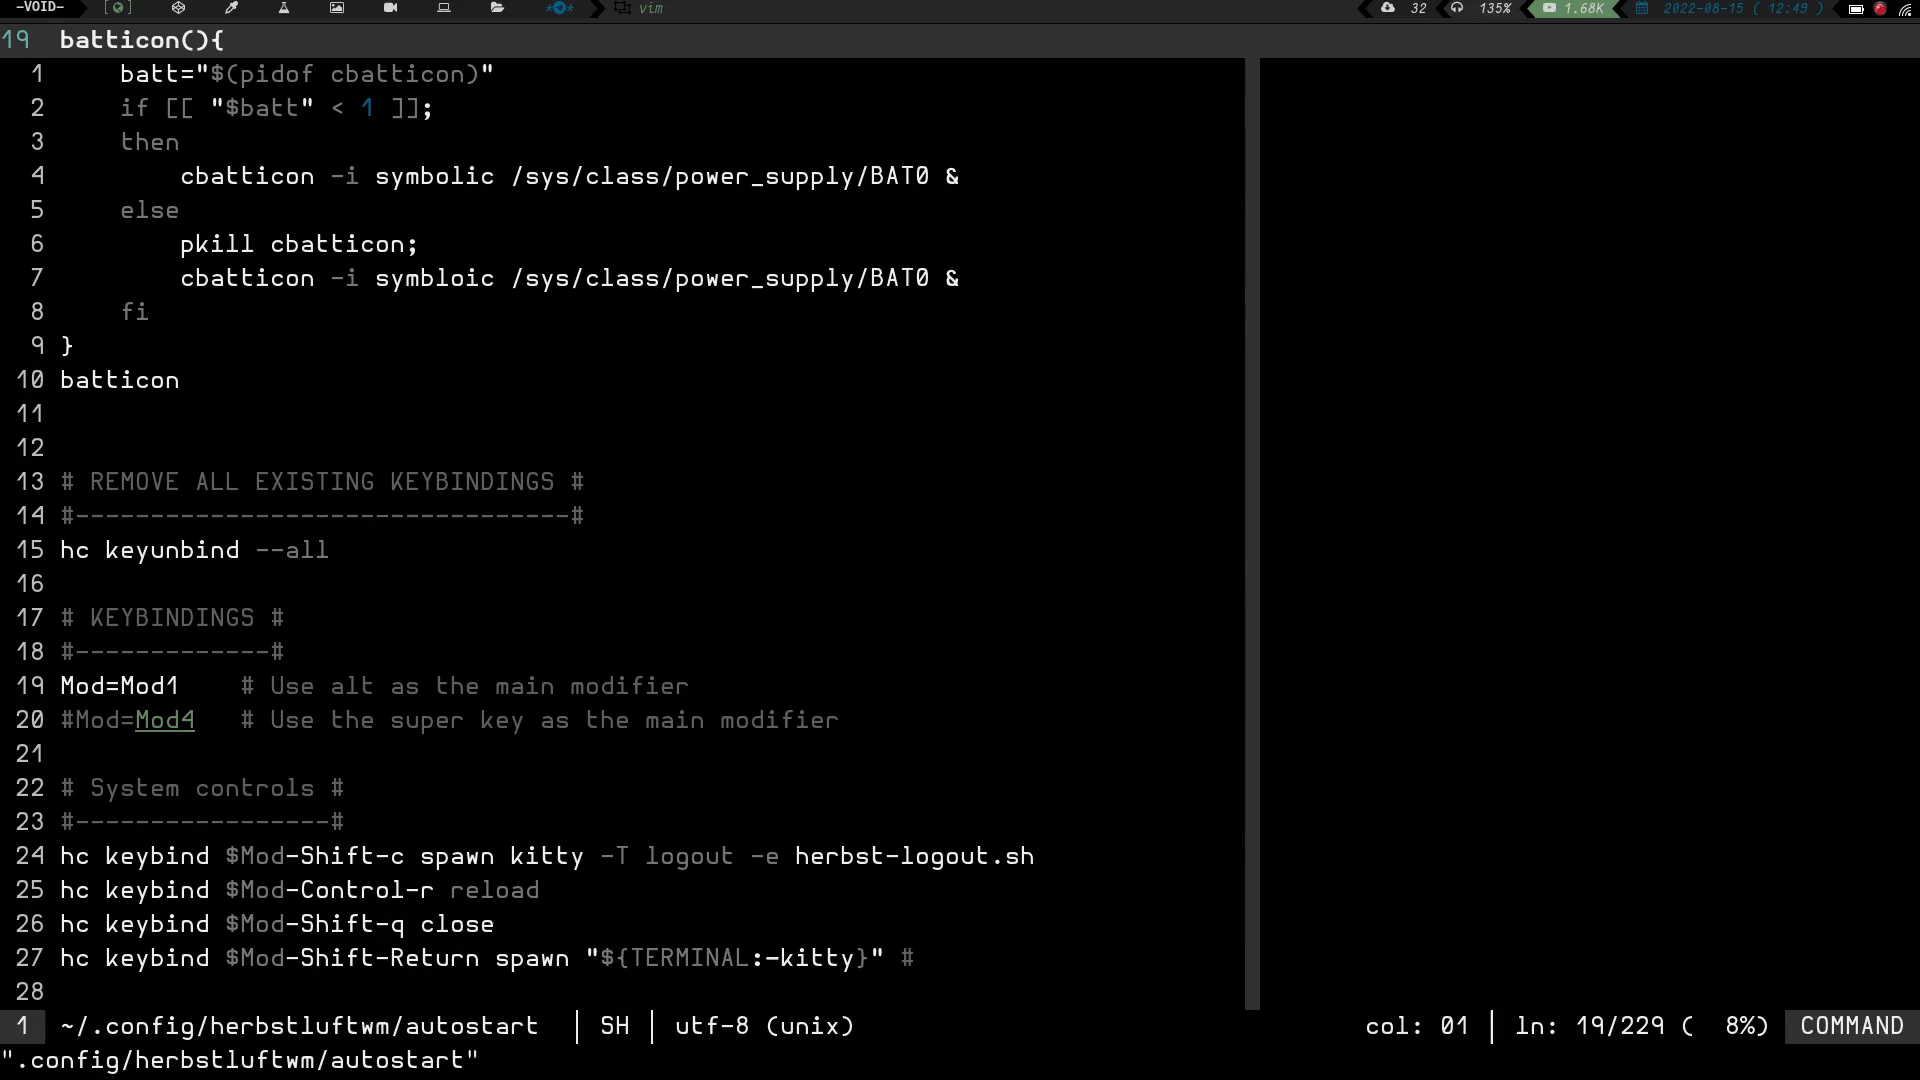 -VOID- [ ] * * vim 32 135% 1.68K 2022-08-15 ( 12:49 )
19 batticon(){
1 batt="$(pidof cbatticon)"
2 if [[ "$batt" < 1 ]];
3 then
4 cbatticon -i symbolic /sys/class/power_supply/BAT0 &
5 else
6 pkill cbatticon;
7 cbatticon -i symbloic /sys/class/power_supply/BAT0 &
8 fi
9 }
10 batticon
11
12
13 # REMOVE ALL EXISTING KEYBINDINGS #
14 #---------------------------------#
15 hc keyunbind --all
16
17 # KEYBINDINGS #
18 #-------------#
19 Mod=Mod1 # Use alt as the main modifier
20 #Mod=Mod4 # Use the super key as the main modifier
21
22 # System controls #
23 #-----------------#
24 hc keybind $Mod-Shift-c spawn kitty -T logout -e herbst-logout.sh
25 hc keybind $Mod-Control-r reload
26 hc keybind $Mod-Shift-q close
27 hc keybind $Mod-Shift-Return spawn "${TERMINAL:-kitty}" #
28
1 ~/.config/herbstluftwm/autostart | SH | utf-8 (unix) col: 01 | ln: 19/229 ( 8%) COMMAND
".config/herbstluftwm/autostart"